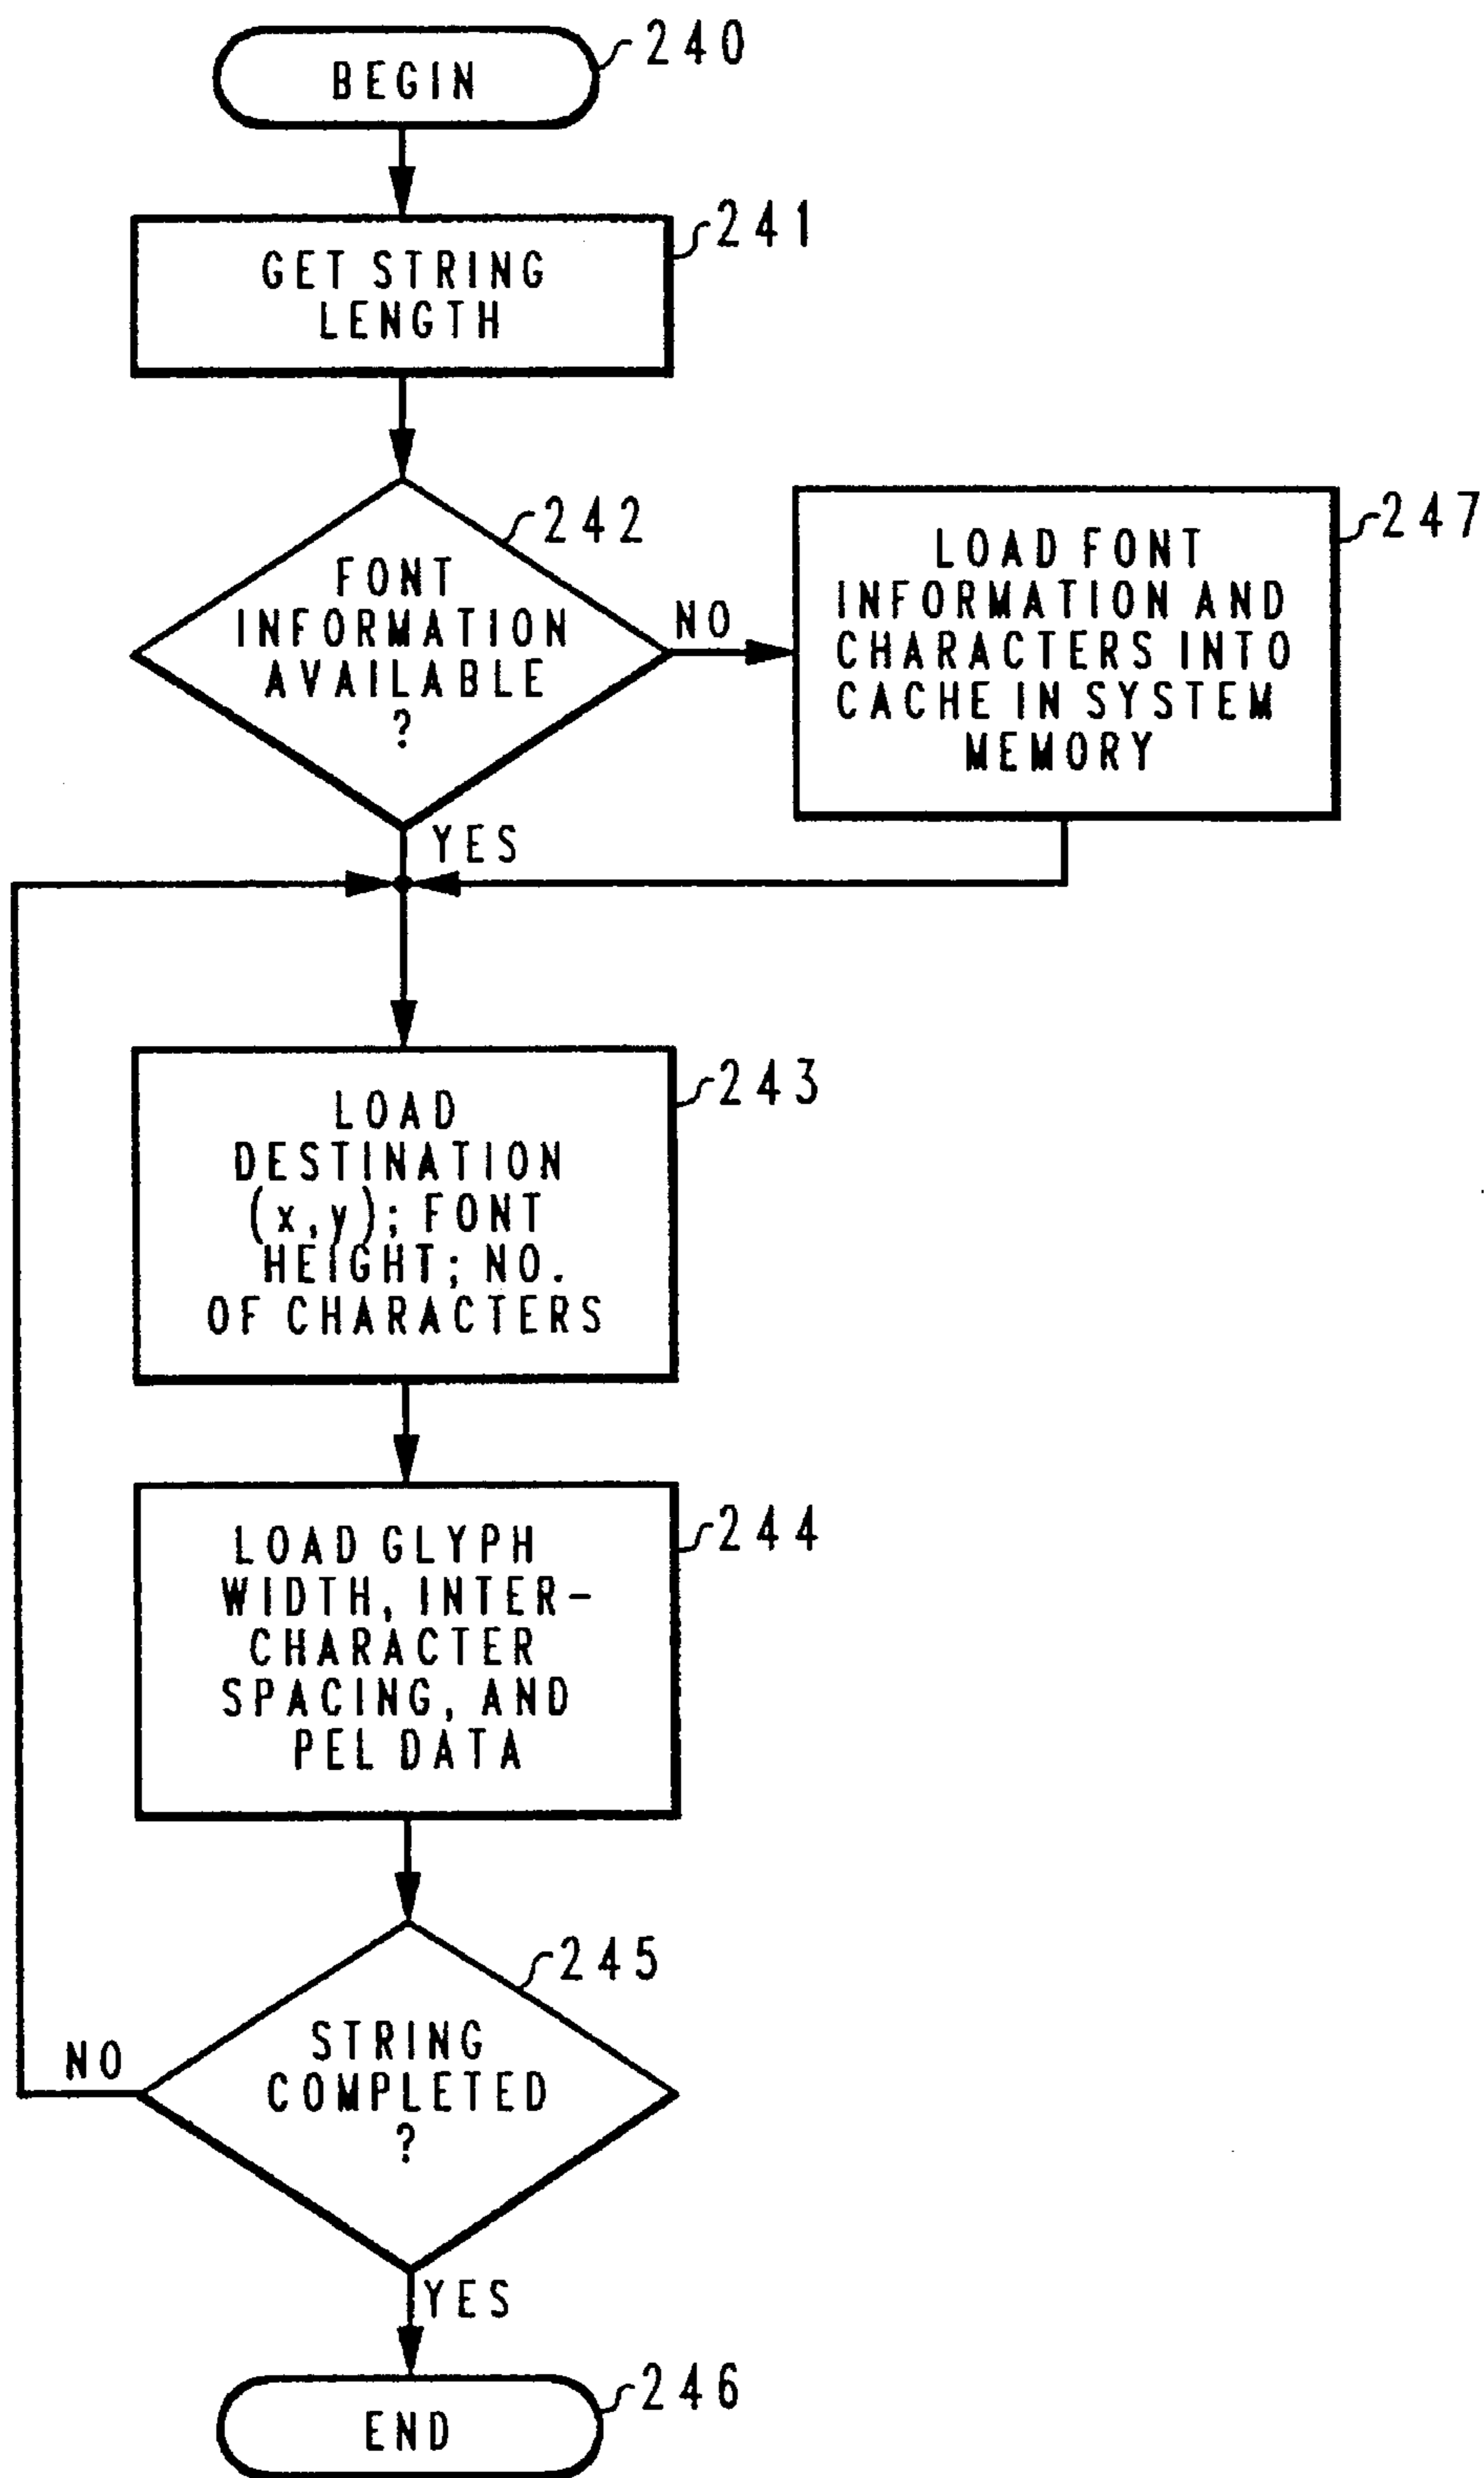 240
BEGIN
241
GET STRING
LENGTH
242
FONT
INFORMATION
AVAILABLE
?
NO
247
LOAD FONT
INFORMATION AND
CHARACTERS INTO
CACHE IN SYSTEM
MEMORY
YES
243
LOAD
DESTINATION
(x,y); FONT
HEIGHT; NO.
OF CHARACTERS
244
LOAD GLYPH
WIDTH, INTER-
CHARACTER
SPACING, AND
PEL DATA
245
STRING
COMPLETED
?
NO
YES
246
END